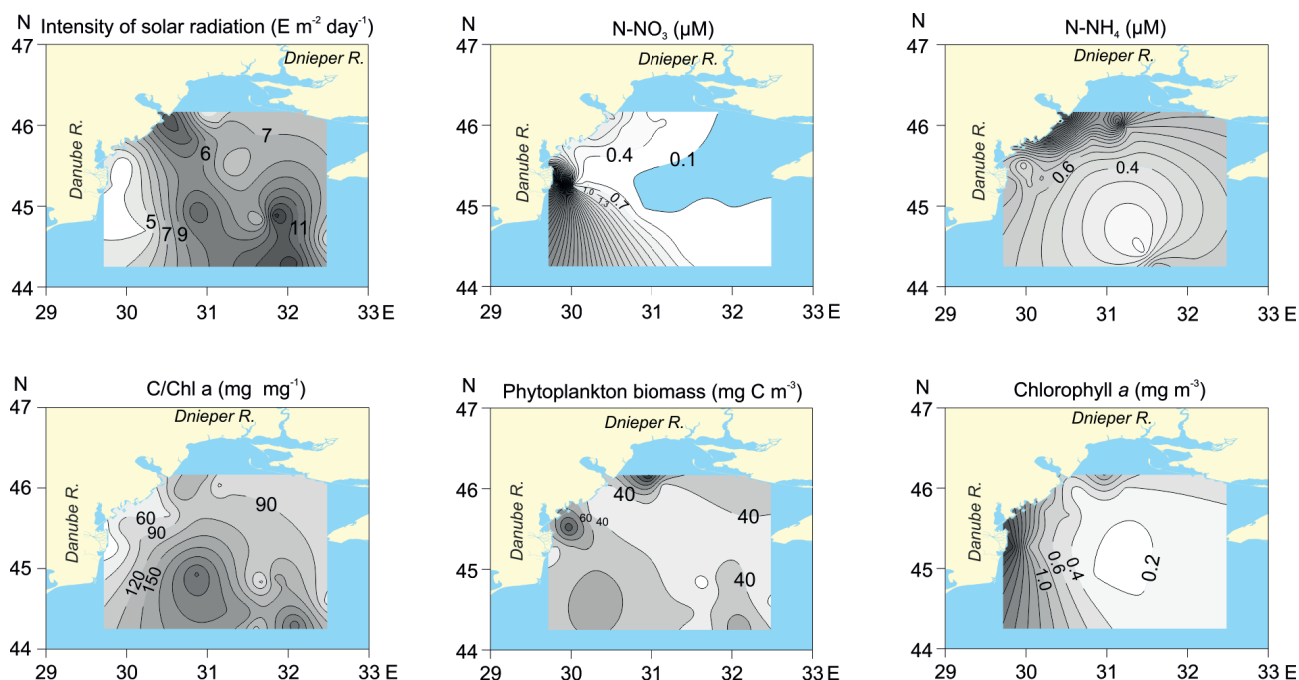 Intensity of solar radiation (E m⁻² day⁻¹)
N
47
46
45
44
29 30 31 32 33 E
Dnieper R.
Danube R.
7
6
5 7 9
11
N-NO₃ (µM)
47
46
45
44
29 30 31 32 33 E
Dnieper R.
Danube R.
0.4
0.1
1.0
1.3
0.7
N-NH₄ (µM)
N
47
46
45
44
29 30 31 32 33 E
Dnieper R.
Danube R.
0.6
0.4
C/Chl a (mg mg⁻¹)
N
47
46
45
44
29 30 31 32 33 E
Dnieper R.
Danube R.
60
90
90
120
150
Phytoplankton biomass (mg C m⁻³)
N
47
46
45
44
29 30 31 32 33 E
Dnieper R.
Danube R.
40
60 40
40
40
Chlorophyll a (mg m⁻³)
N
47
46
45
44
29 30 31 32 33 E
Dnieper R.
Danube R.
1.0
0.6
0.4
0.2